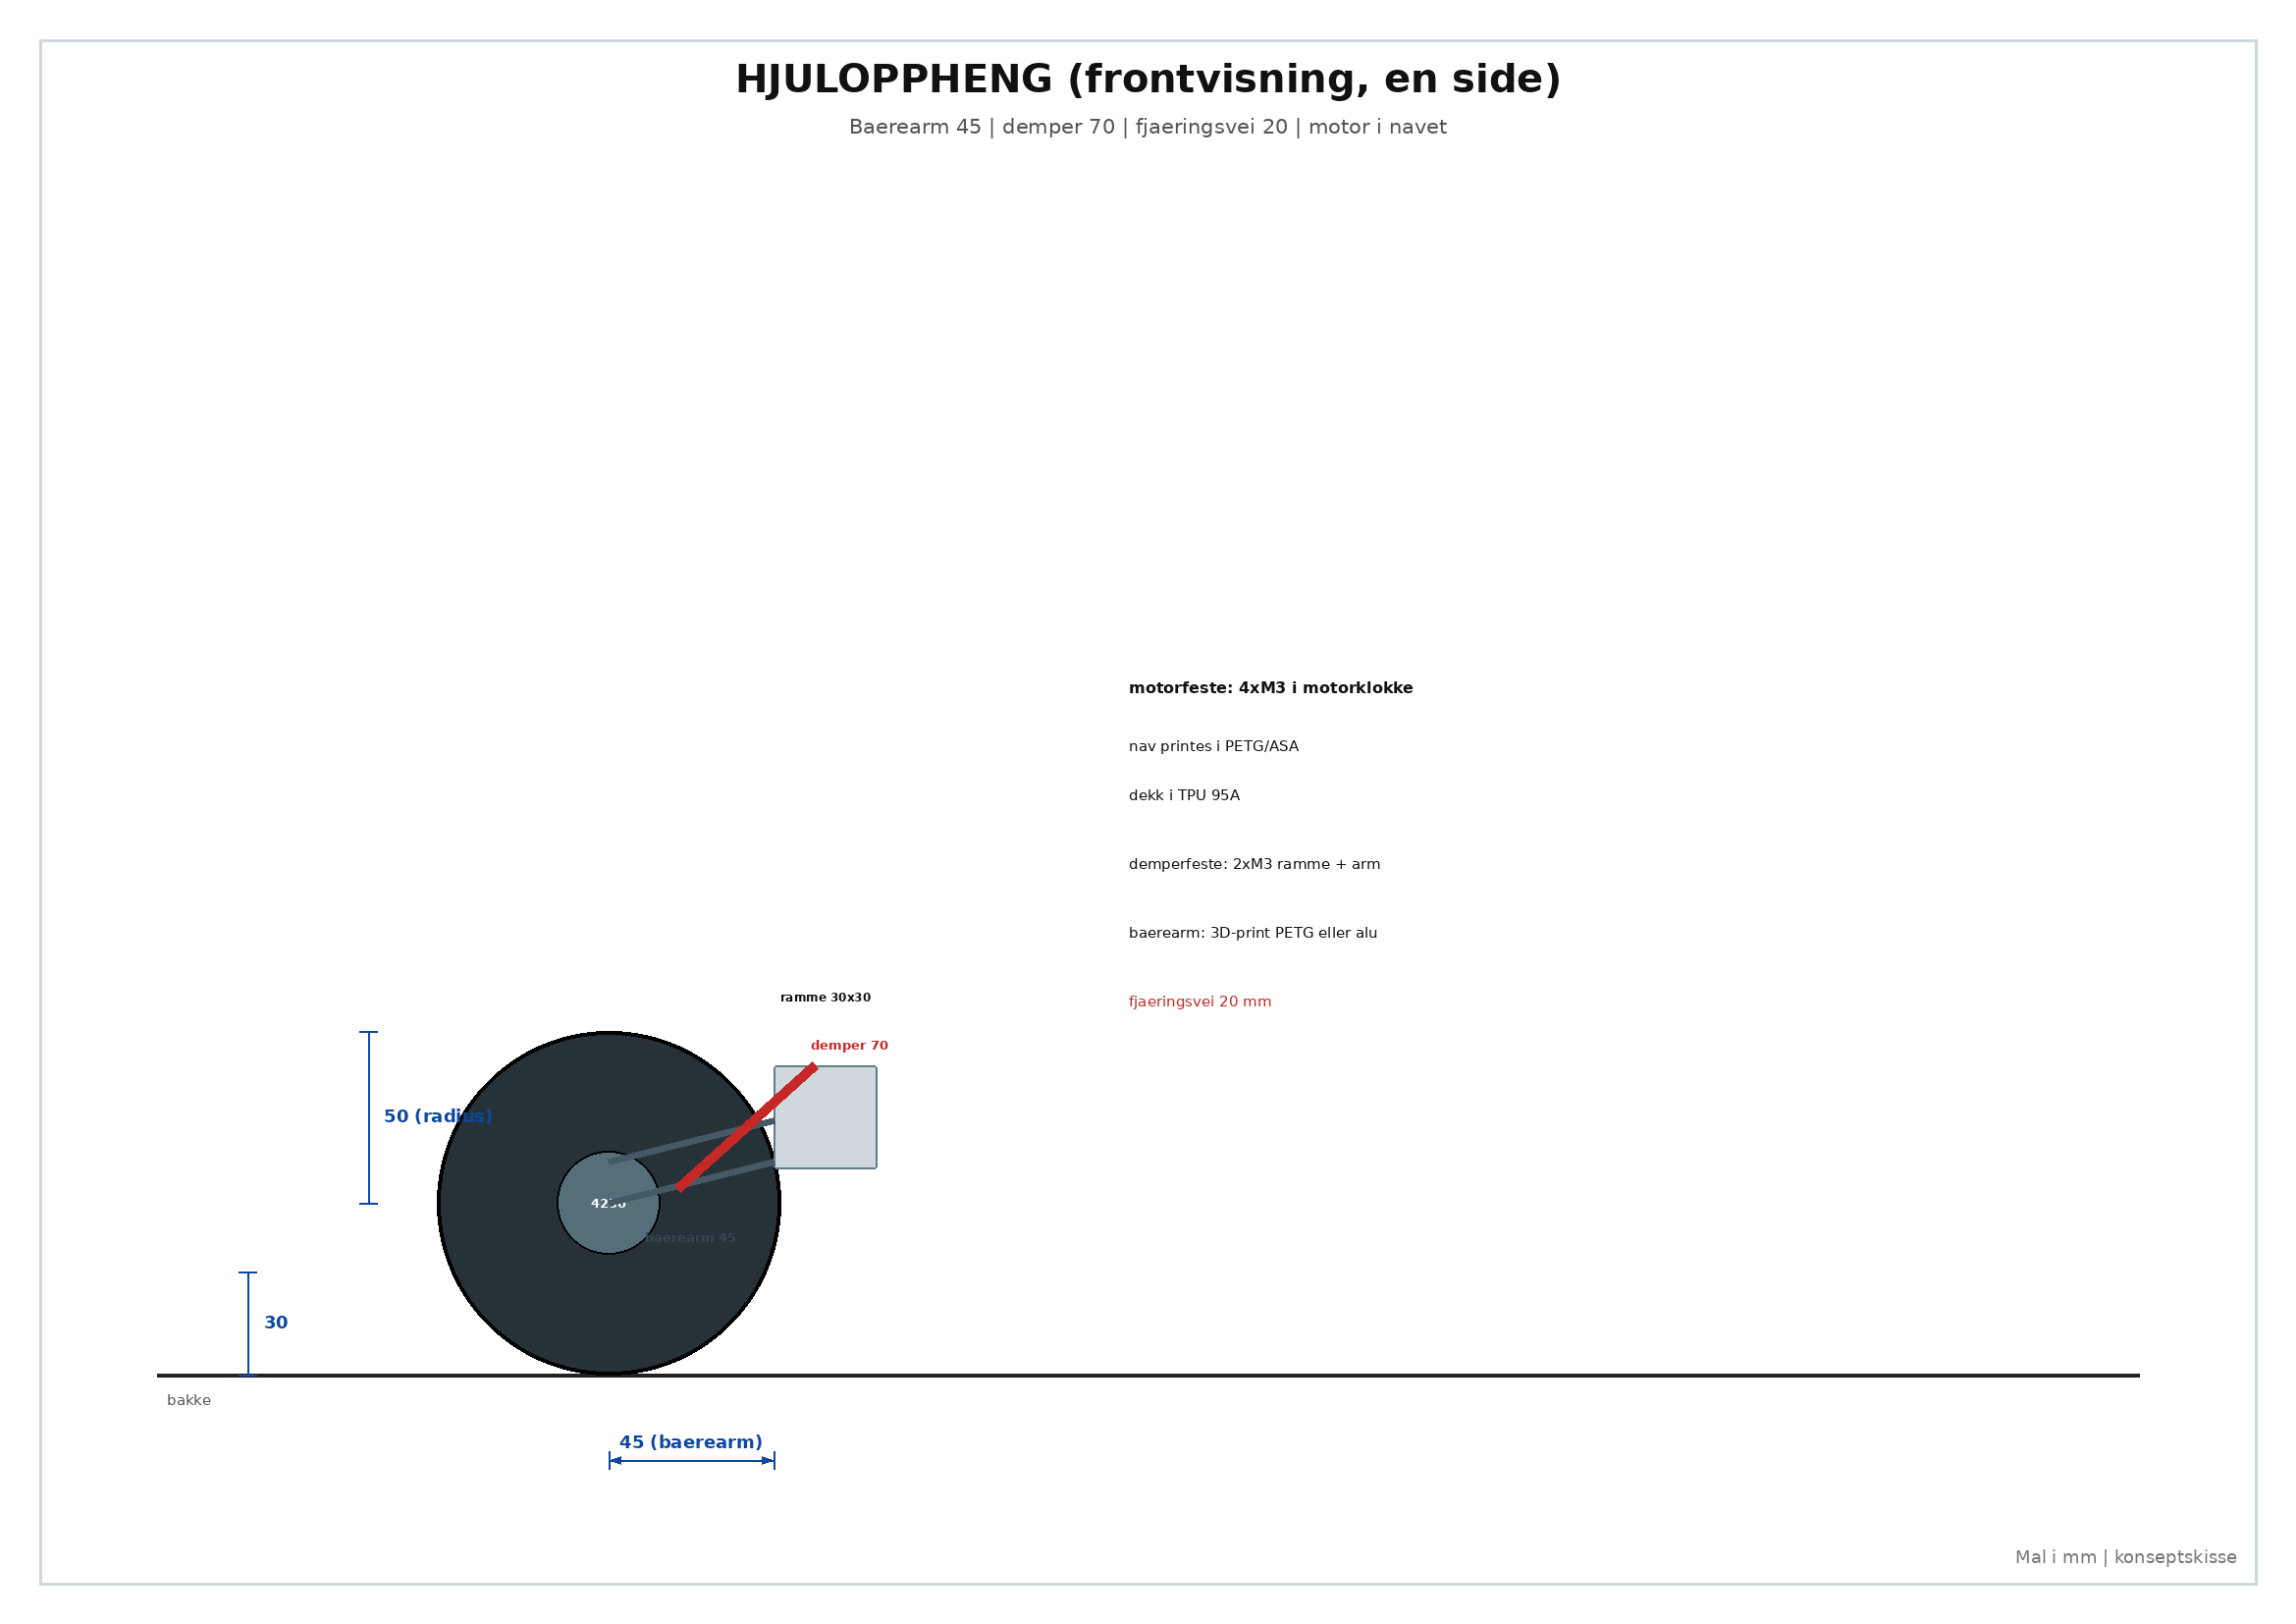 HJULOPPHENG (frontvisning, en side)
Baerearm 45 | demper 70 | fjaeringsvei 20 | motor i navet
motorfeste: 4xM3 i motorklokke
nav printes i PETG/ASA
dekk i TPU 95A
demperfeste: 2xM3 ramme + arm
baerearm: 3D-print PETG eller alu
fjaeringsvei 20 mm
ramme 30x30
demper 70
50 (radius)
baerearm 45
30
bakke
45 (baerearm)
Mal i mm | konseptskisse